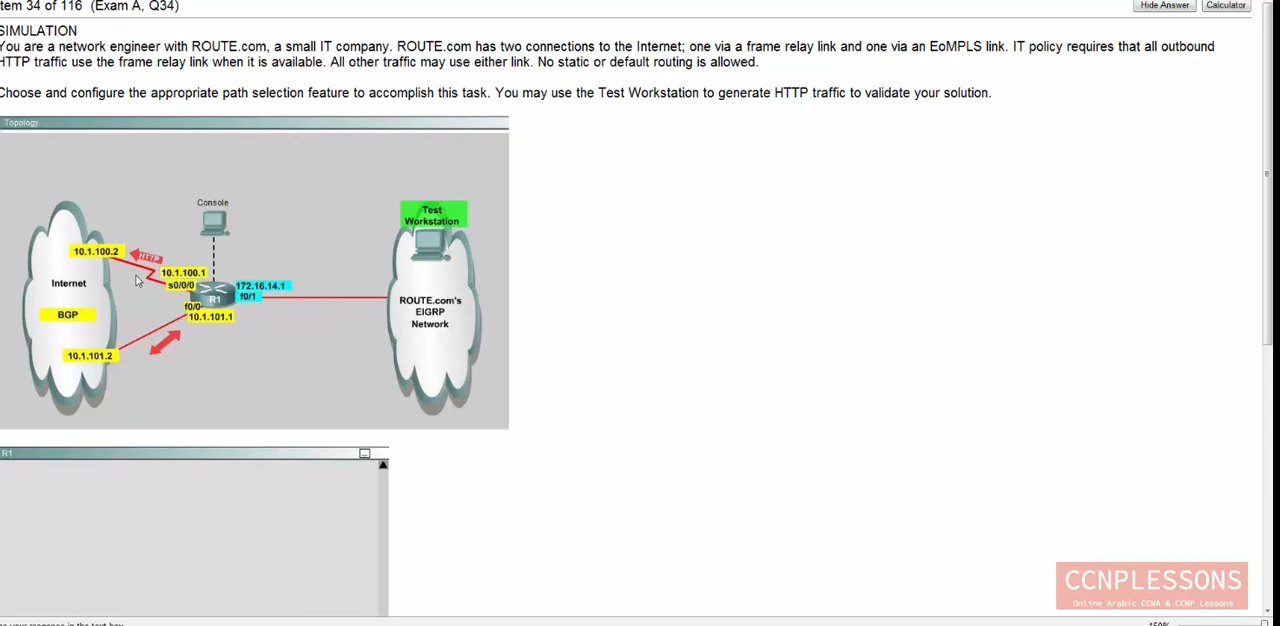 tem 34 of 116 (Exam A, Q34)
Hide Answer
Calculator
SIMULATION
You are a network engineer with ROUTE.com, a small IT company. ROUTE.com has two connections to the Internet; one via a frame relay link and one via an EoMPLS link. IT policy requires that all outbound
HTTP traffic use the frame relay link when it is available. All other traffic may use either link. No static or default routing is allowed.
Choose and configure the appropriate path selection feature to accomplish this task. You may use the Test Workstation to generate HTTP traffic to validate your solution.
Topology
Console
Test
Workstation
10.1.100.2
HTTP
10.1.100.1
s0/0/0
172.16.14.1
f0/1
Internet
R1
ROUTE.com's
EIGRP
Network
BGP
f0/0
10.1.101.1
10.1.101.2
R1
CCNPLESSONS
Online Arabic CCNA & CCNP Lessons